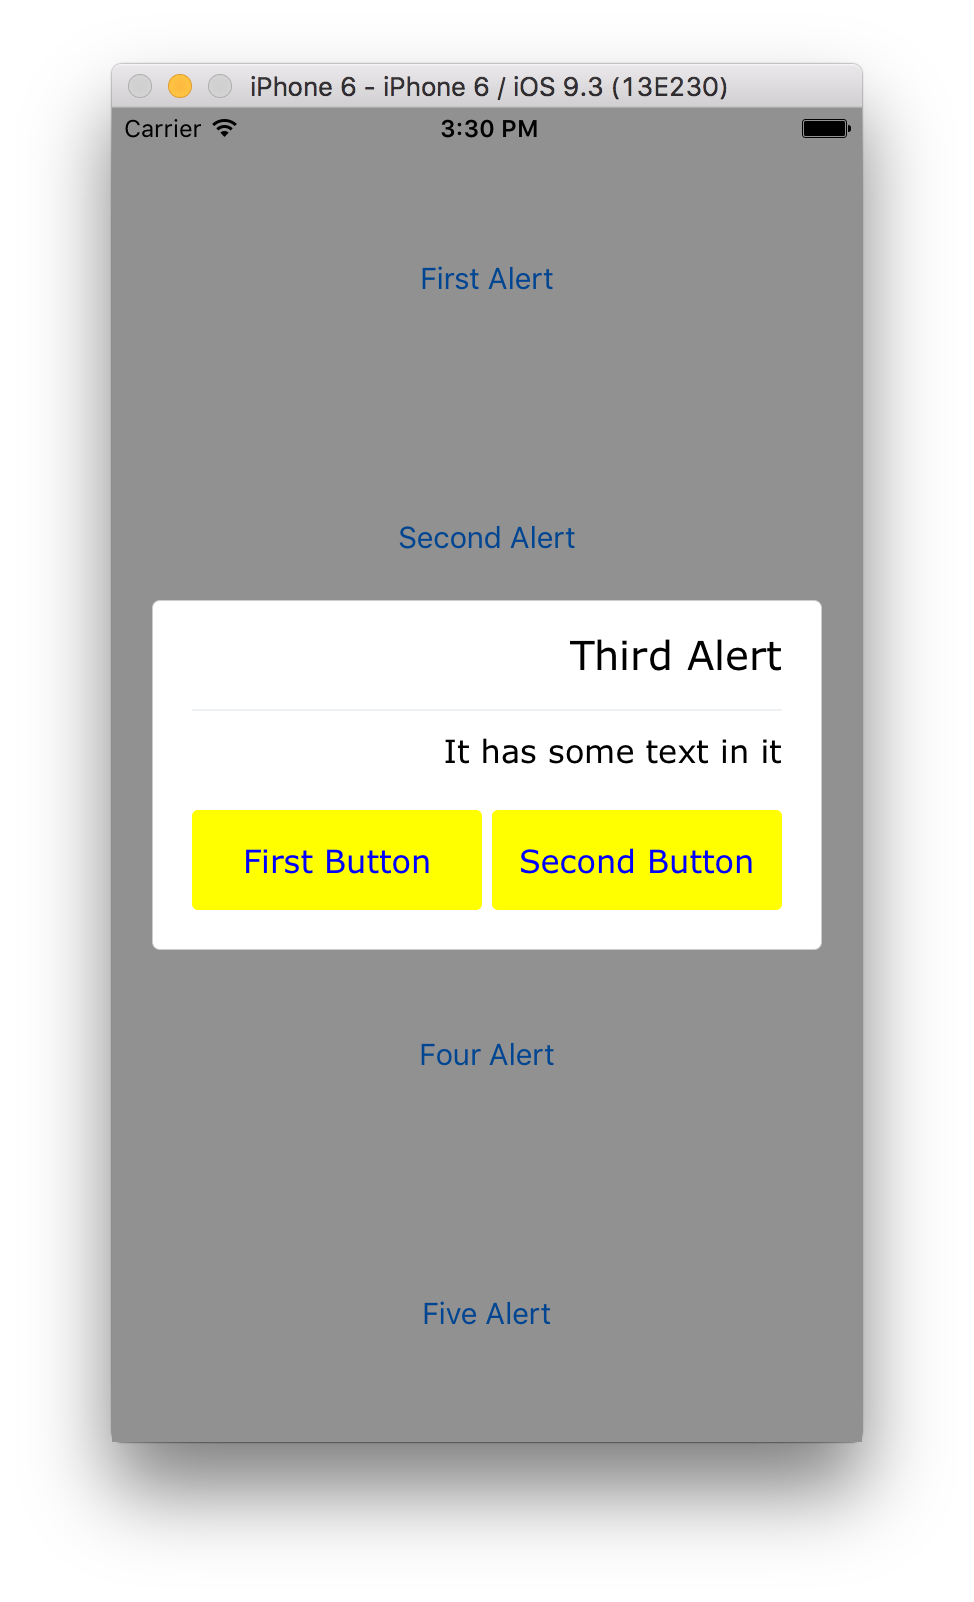 iPhone 6 - iPhone 6 / iOS 9.3 (13E230)
Carrier 3:30 PM
First Alert
Second Alert
Third Alert
It has some text in it
First Button Second Button
Four Alert
Five Alert